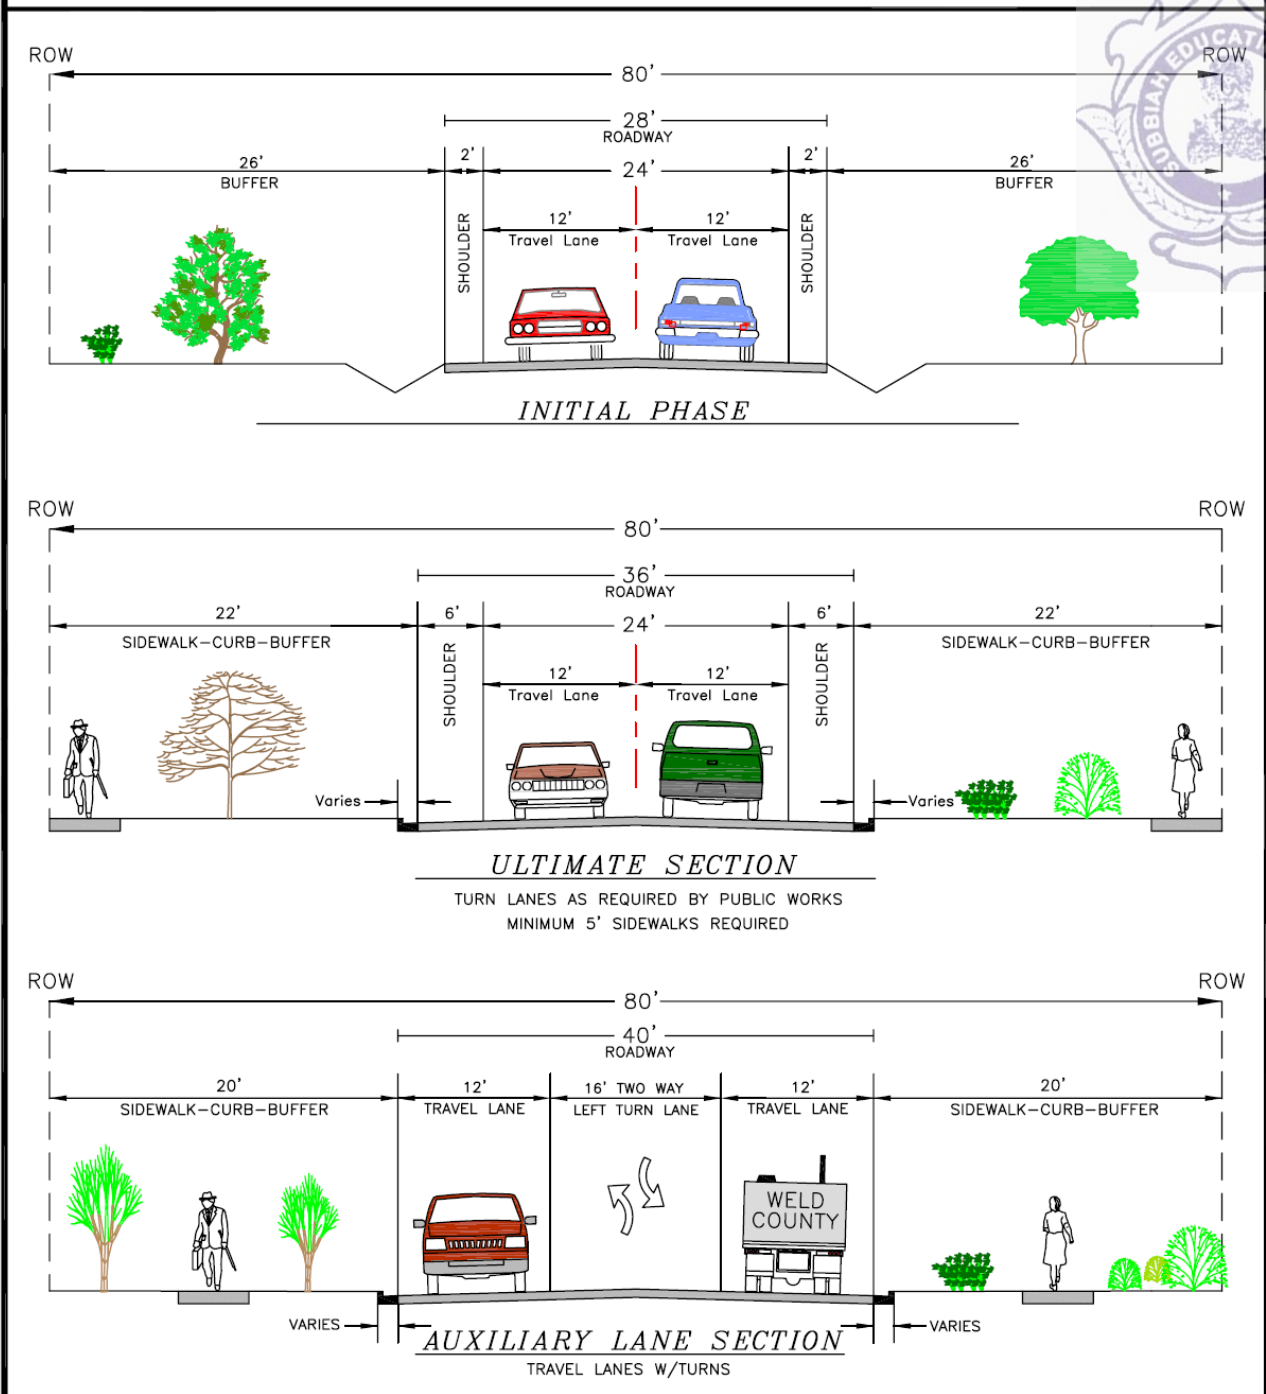 ROW
ROW
80'
28'
ROADWAY
26'
BUFFER
2'
24'
2'
26'
BUFFER
SHOULDER
12'
Travel Lane
12'
Travel Lane
SHOULDER
INITIAL PHASE
SUBBIAH EDUCATI
ROW
ROW
80'
36'
ROADWAY
22'
SIDEWALK-CURB-BUFFER
6'
24'
6'
22'
SIDEWALK-CURB-BUFFER
SHOULDER
12'
Travel Lane
12'
Travel Lane
SHOULDER
Varies
Varies
ULTIMATE SECTION
TURN LANES AS REQUIRED BY PUBLIC WORKS
MINIMUM 5' SIDEWALKS REQUIRED
ROW
ROW
80'
40'
ROADWAY
20'
SIDEWALK-CURB-BUFFER
12'
TRAVEL LANE
16' TWO WAY
LEFT TURN LANE
12'
TRAVEL LANE
20'
SIDEWALK-CURB-BUFFER
WELD
COUNTY
VARIES
VARIES
AUXILIARY LANE SECTION
TRAVEL LANES W/TURNS